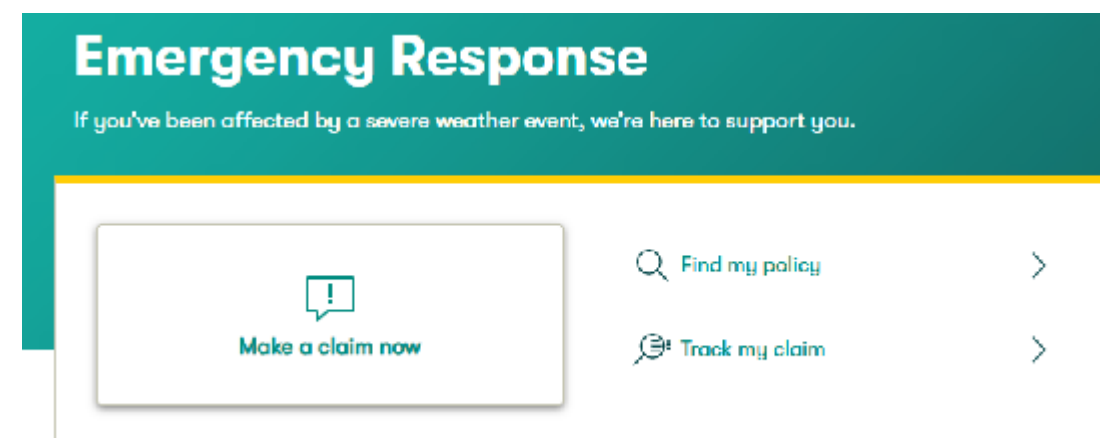 Emergency Response
If you've been affected by a severe weather event, we're here to support you.
Make a claim now
Find my policy
Track my claim